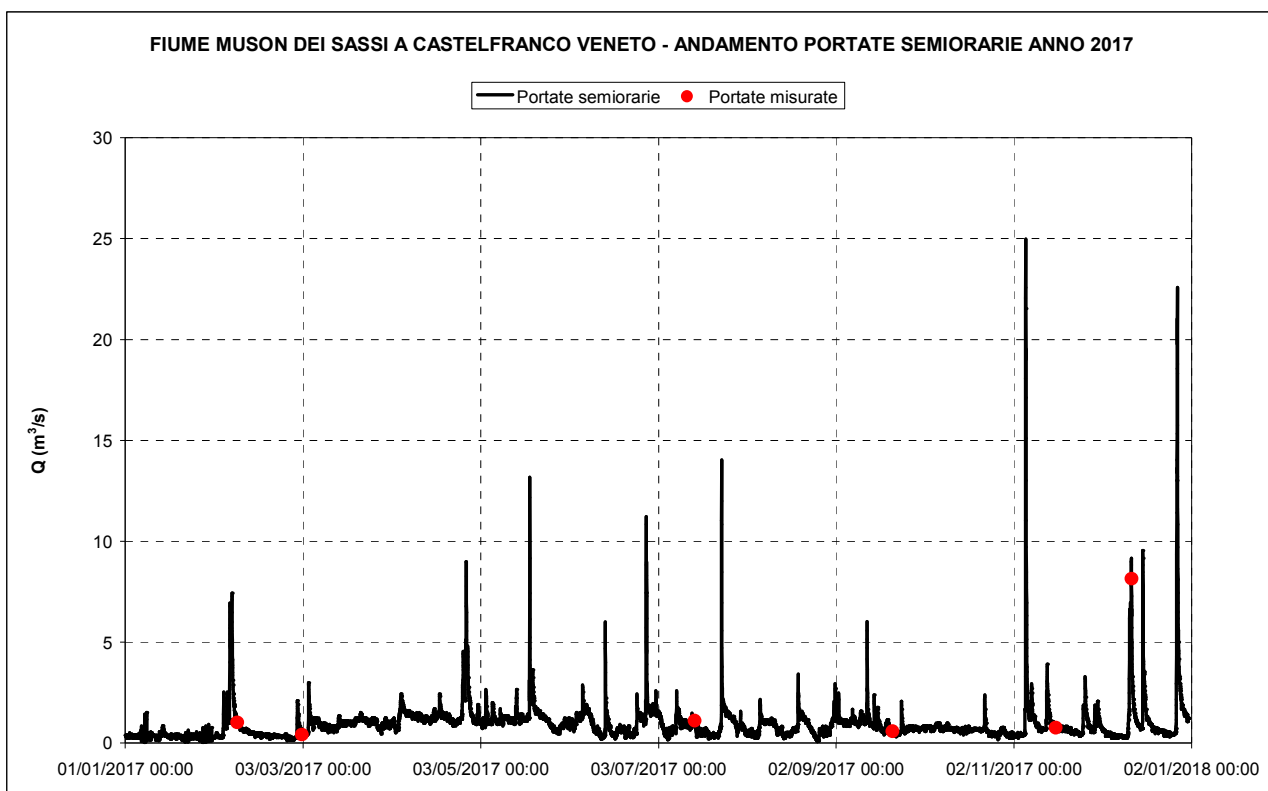 FIUME MUSON DEI SASSI A CASTELFRANCO VENETO - ANDAMENTO PORTATE SEMIORARIE ANNO 2017
Portate semiorarie Portate misurate
30
25
20
15
10
5
0
Q (m³/s)
01/01/2017 00:00 03/03/2017 00:00 03/05/2017 00:00 03/07/2017 00:00 02/09/2017 00:00 02/11/2017 00:00 02/01/2018 00:00